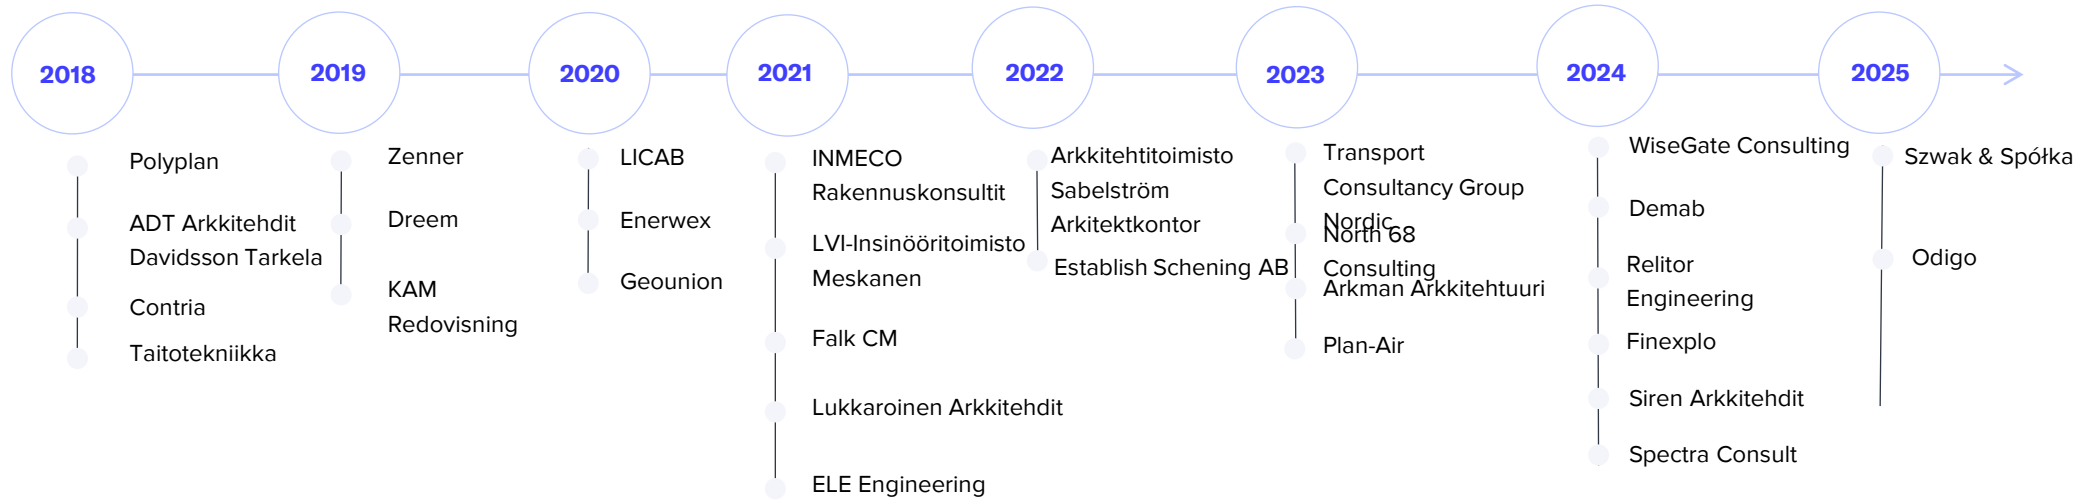 2018
2019
2020
2021
2022
2023
2024
2025
Polyplan
ADT Arkkitehdit
Davidsson Tarkela
Contria
Taitotekniikka
Zenner
Dreem
KAM
Redovisning
LICAB
Enerwex
Geounion
INMECO
Rakennuskonsultit
LVI-Insinööritoimisto
Meskanen
Falk CM
Lukkaroinen Arkkitehdit
ELE Engineering
Arkkitehtitoimisto
Sabelström
Arkitektkontor
Establish Schening AB
Transport
Consultancy Group
Nordic
North 68
Consulting
Arkman Arkkitehtuuri
Plan-Air
WiseGate Consulting
Demab
Relitor
Engineering
Finexplo
Siren Arkkitehdit
Spectra Consult
Szwak & Spółka
Odigo